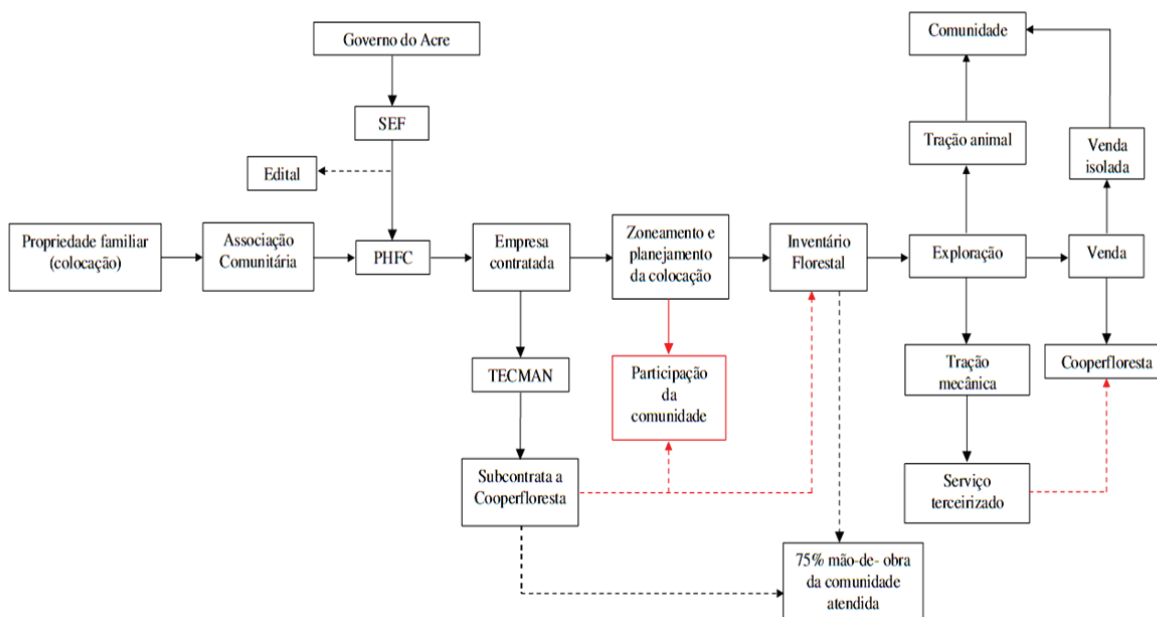 Governo do Acre
SEF
Edital
Propriedade familiar
(colocação)
Associação
Comunitária
PHFC
Empresa
contratada
Zoneamento e
planejamento
da colocação
Inventário
Florestal
Exploração
Venda
Comunidade
Tração animal
Venda
isolada
TECMAN
Participação
da
comunidade
Tração
mecânica
Cooperfloresta
Subcontrata a
Cooperfloresta
Serviço
terceirizado
75% mão-de- obra
da comunidade
atendida